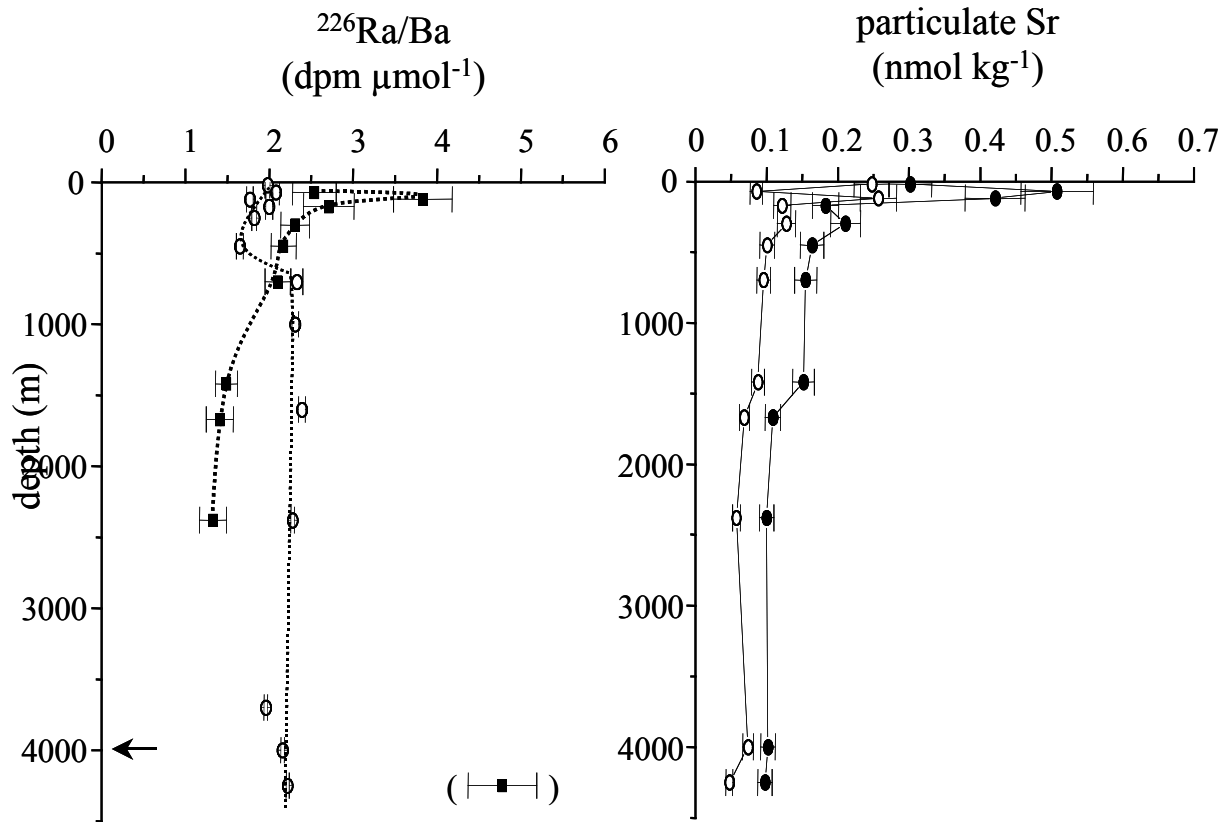 ²²⁶Ra/Ba
(dpm µmol⁻¹)
0 1 2 3 4 5 6
0
1000
2000
3000
4000
depth (m)
( )
particulate Sr
(nmol kg⁻¹)
0 0.1 0.2 0.3 0.4 0.5 0.6 0.7
0
1000
2000
3000
4000